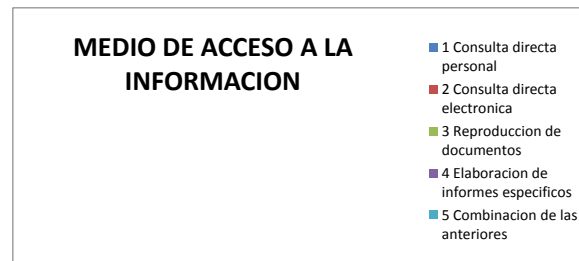 MEDIO DE ACCESO A LA
INFORMACION
1 Consulta directa
personal
2 Consulta directa
electronica
3 Reproduccion de
documentos
4 Elaboracion de
informes especificos
5 Combinacion de las
anteriores